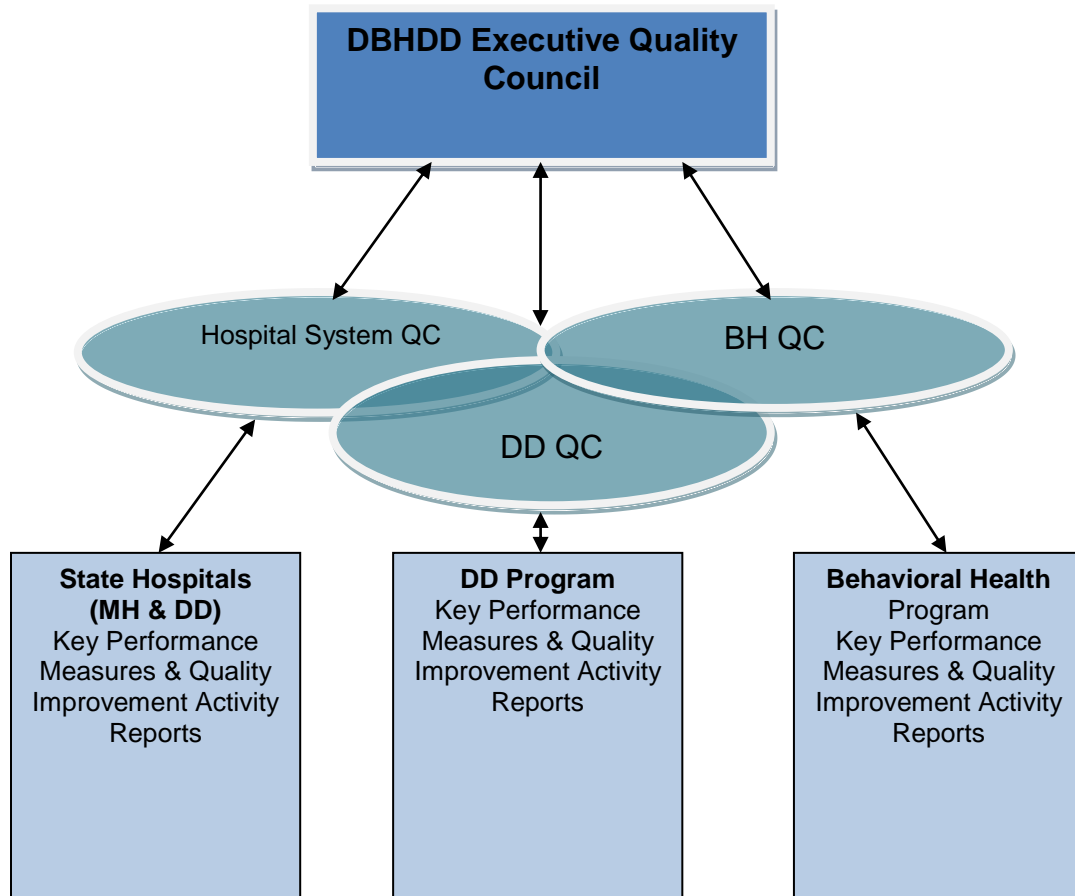 DBHDD Executive Quality
Council
Hospital System QC
BH QC
DD QC
State Hospitals
(MH & DD)
Key Performance
Measures & Quality
Improvement Activity
Reports
DD Program
Key Performance
Measures & Quality
Improvement Activity
Reports
Behavioral Health
Program
Key Performance
Measures & Quality
Improvement Activity
Reports